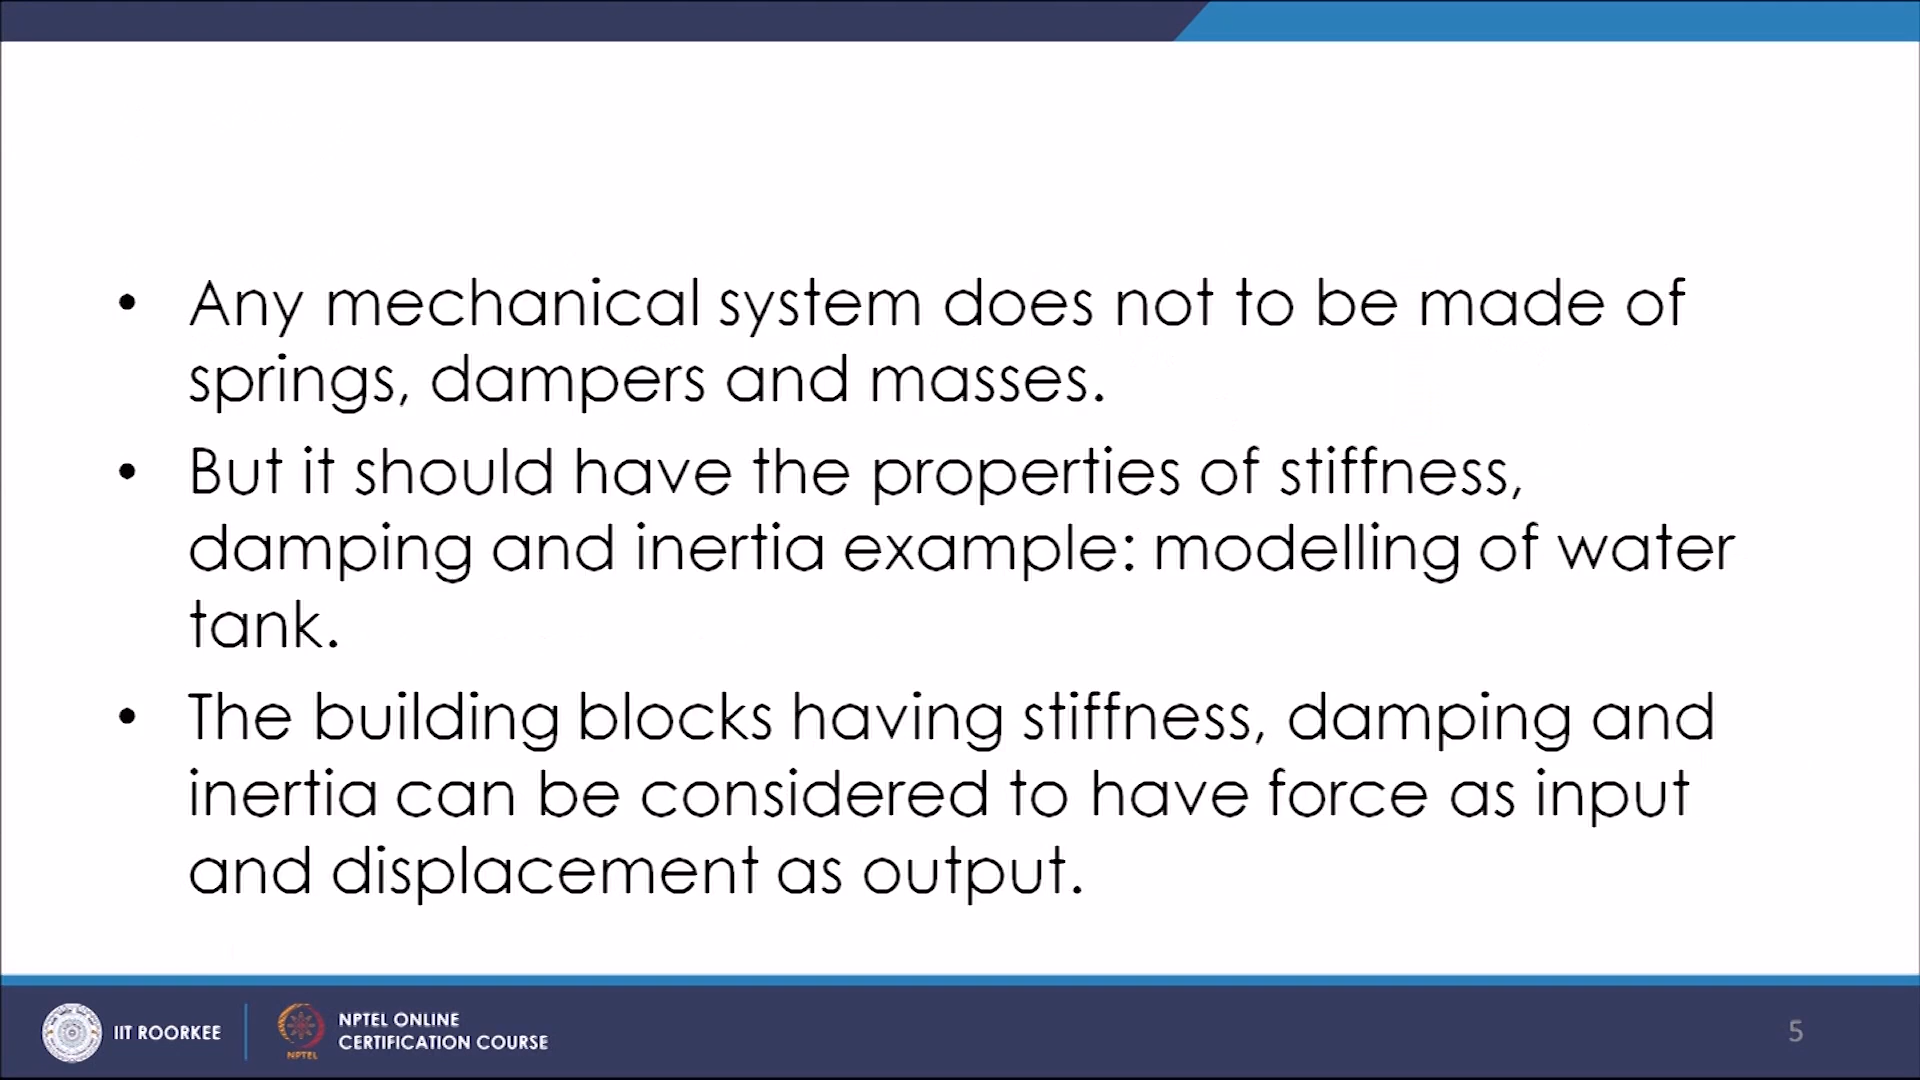 • Any mechanical system does not to be made of
springs, dampers and masses.
• But it should have the properties of stiffness,
damping and inertia example: modelling of water
tank.
• The building blocks having stiffness, damping and
inertia can be considered to have force as input
and displacement as output.
IIT ROORKEE
NPTEL
NPTEL ONLINE
CERTIFICATION COURSE
5